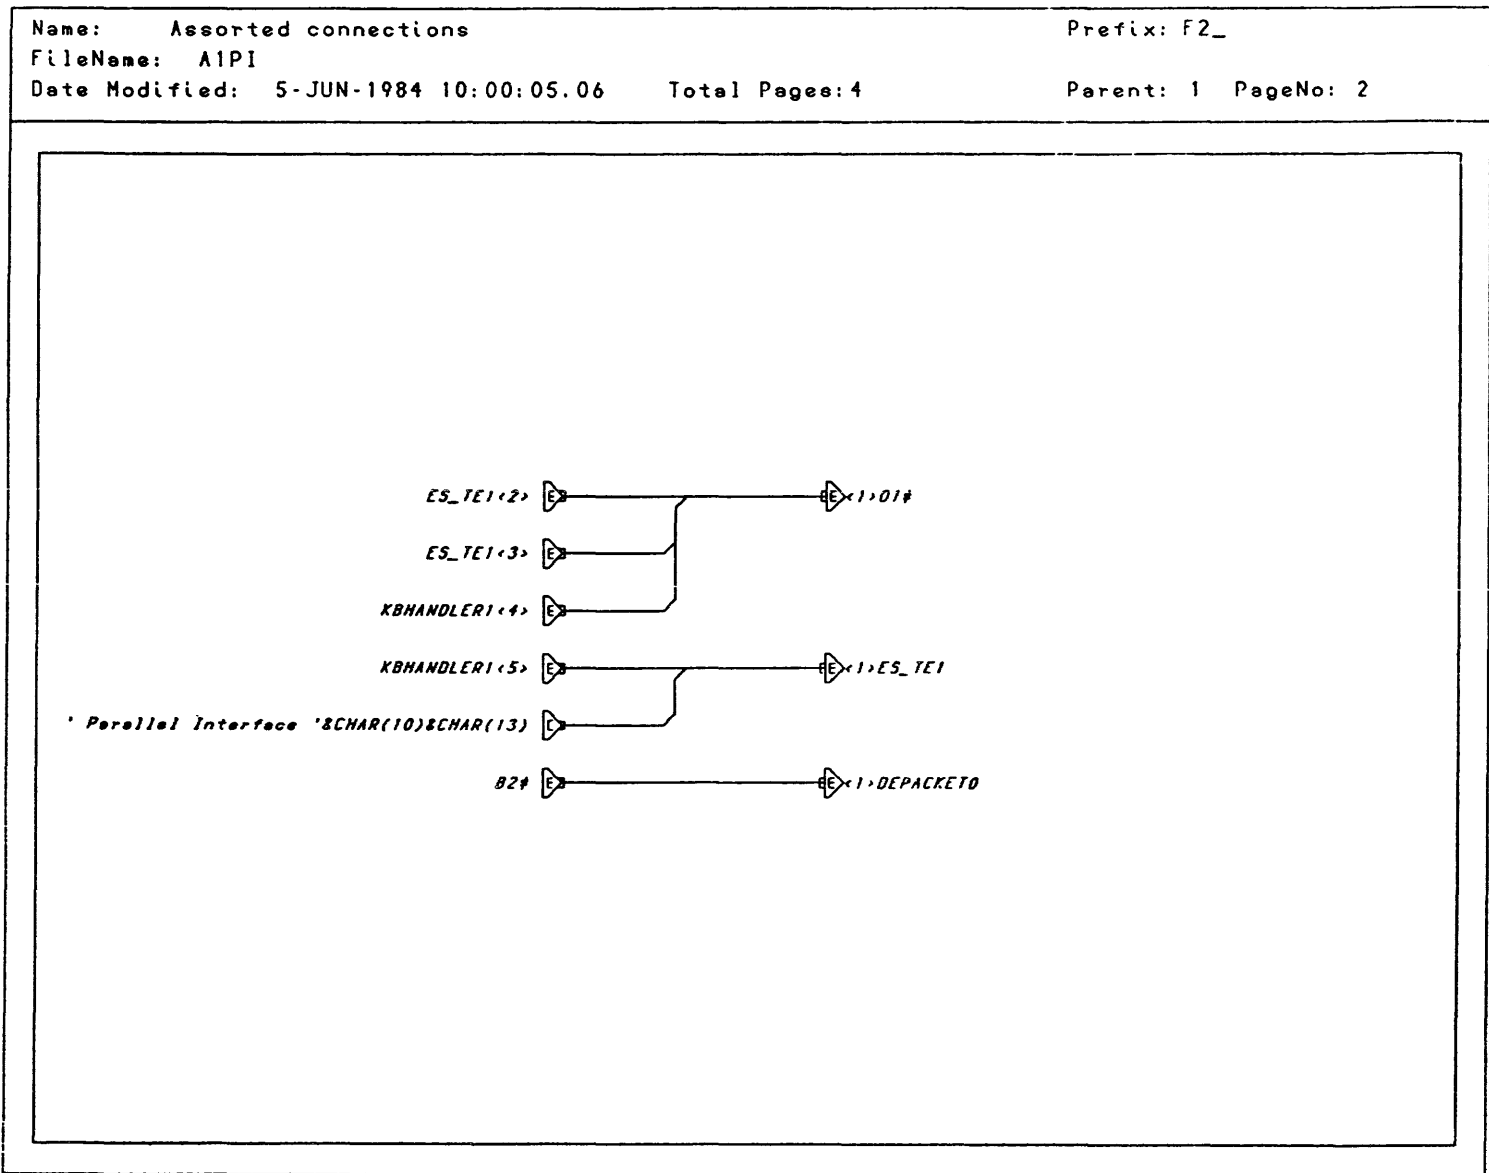 Name: Assorted connections Prefix: F2_
FileName: A1PI
Date Modified: 5-JUN-1984 10:00:05.06 Total Pages:4 Parent: 1 PageNo: 2
ES_TE1<2> E E <1>O1#
ES_TE1<3> E
KBHANDLER1<4> E
KBHANDLER1<5> E E <1>ES_TE1
' Parallel Interface '&CHAR(10)&CHAR(13) C
B2# E E <1>DEPACKET0